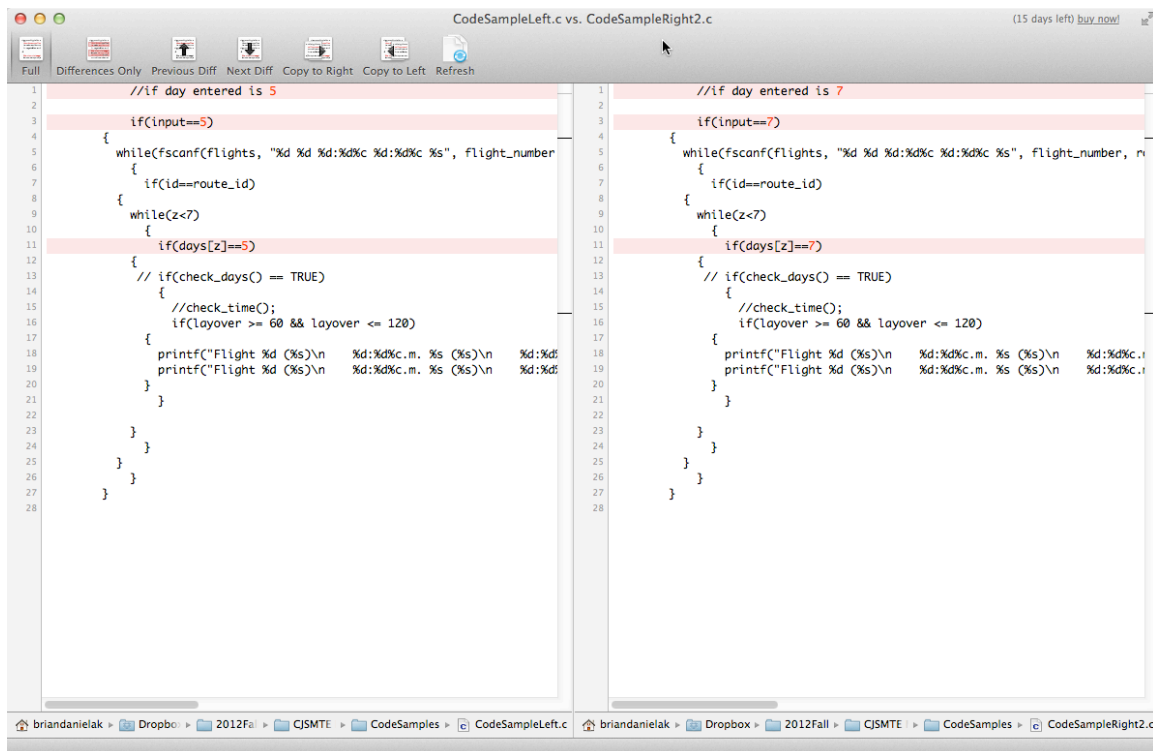 CodeSampleLeft.c vs. CodeSampleRight2.c
(15 days left) buy now!
Full Differences Only Previous Diff Next Diff Copy to Right Copy to Left Refresh
1 //if day entered is 5
2
3 if(input==5)
4 {
5 while(fscanf(flights, "%d %d %d:%d%c %d:%d%c %s", flight_number
6 {
7 if(id==route_id)
8 {
9 while(z<7)
10 {
11 if(days[z]==5)
12 {
13 // if(check_days() == TRUE)
14 {
15 //check_time();
16 if(layover >= 60 && layover <= 120)
17 {
18 printf("Flight %d (%s)\n %d:%d%c.m. %s (%s)\n %d:%d%
19 printf("Flight %d (%s)\n %d:%d%c.m. %s (%s)\n %d:%d%
20 }
21 }
22
23 }
24 }
25 }
26 }
27 }
28
1 //if day entered is 7
2
3 if(input==7)
4 {
5 while(fscanf(flights, "%d %d %d:%d%c %d:%d%c %s", flight_number, r
6 {
7 if(id==route_id)
8 {
9 while(z<7)
10 {
11 if(days[z]==7)
12 {
13 // if(check_days() == TRUE)
14 {
15 //check_time();
16 if(layover >= 60 && layover <= 120)
17 {
18 printf("Flight %d (%s)\n %d:%d%c.m. %s (%s)\n %d:%d%c.
19 printf("Flight %d (%s)\n %d:%d%c.m. %s (%s)\n %d:%d%c.
20 }
21 }
22
23 }
24 }
25 }
26 }
27 }
28
briandanielak ▸ Dropbo ▸ 2012Fal ▸ CJSMTE ▸ CodeSamples ▸ CodeSampleLeft.c
briandanielak ▸ Dropbox ▸ 2012Fall ▸ CJSMTE ▸ CodeSamples ▸ CodeSampleRight2.c